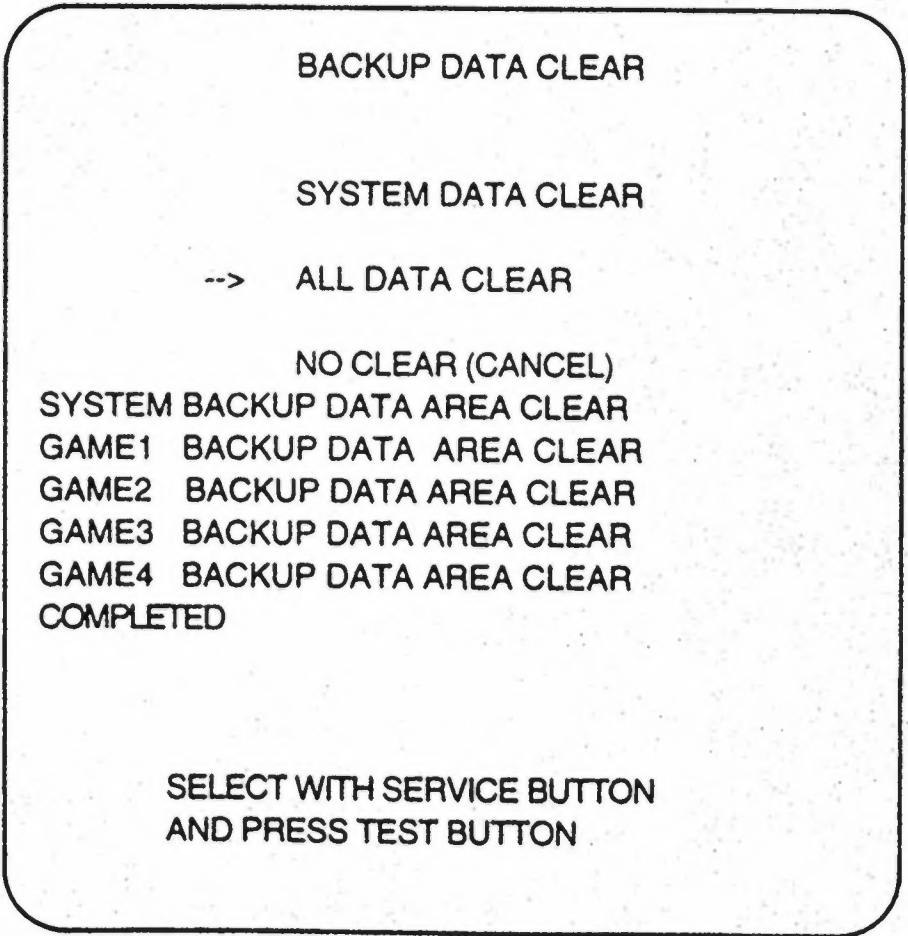 BACKUP DATA CLEAR
SYSTEM DATA CLEAR
--> ALL DATA CLEAR
NO CLEAR (CANCEL)
SYSTEM BACKUP DATA AREA CLEAR
GAME1 BACKUP DATA AREA CLEAR
GAME2 BACKUP DATA AREA CLEAR
GAME3 BACKUP DATA AREA CLEAR
GAME4 BACKUP DATA AREA CLEAR
COMPLETED
SELECT WITH SERVICE BUTTON
AND PRESS TEST BUTTON